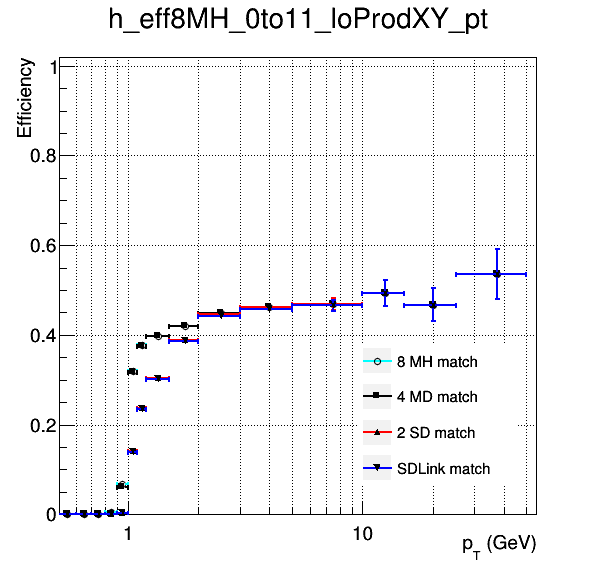 h_eff8MH_0to11_loProdXY_pt
Efficiency
1
0.8
0.6
0.4
0.2
0
8 MH match
4 MD match
2 SD match
SDLink match
1
10
p_T (GeV)